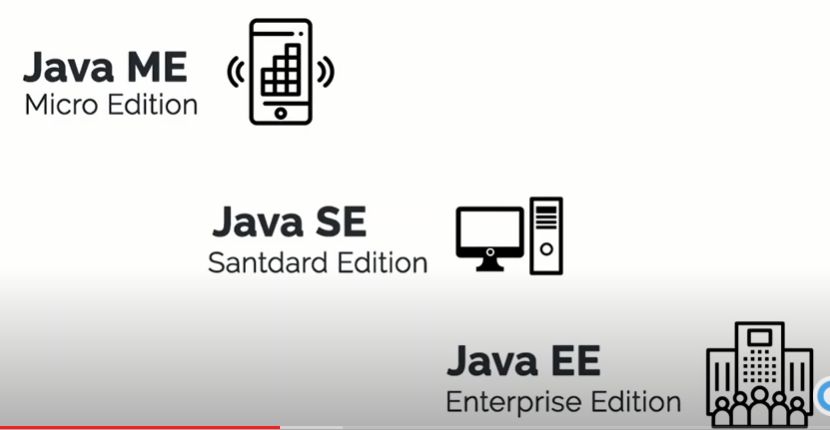 Java ME
Micro Edition
Java SE
Santdard Edition
Java EE
Enterprise Edition